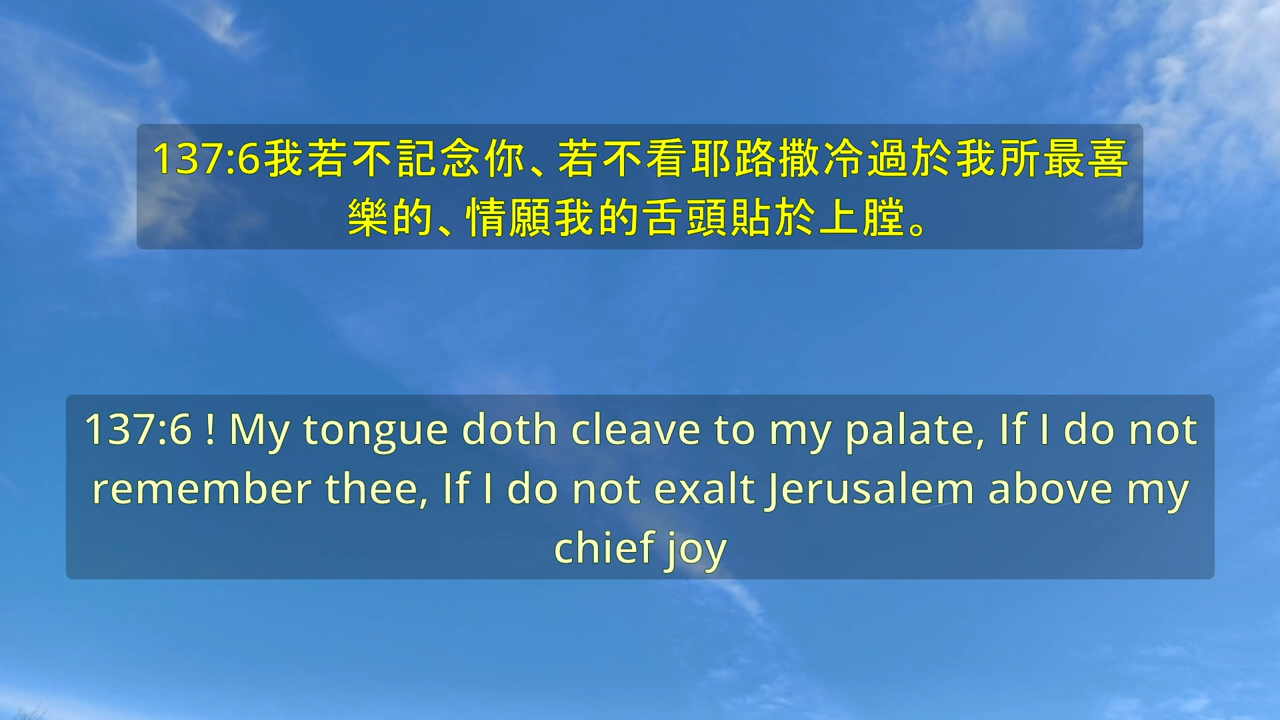 137:6我若不記念你、若不看耶路撒冷過於我所最喜
樂的、情願我的舌頭貼於上膛。
137:6 ! My tongue doth cleave to my palate, If I do not
remember thee, If I do not exalt Jerusalem above my
chief joy